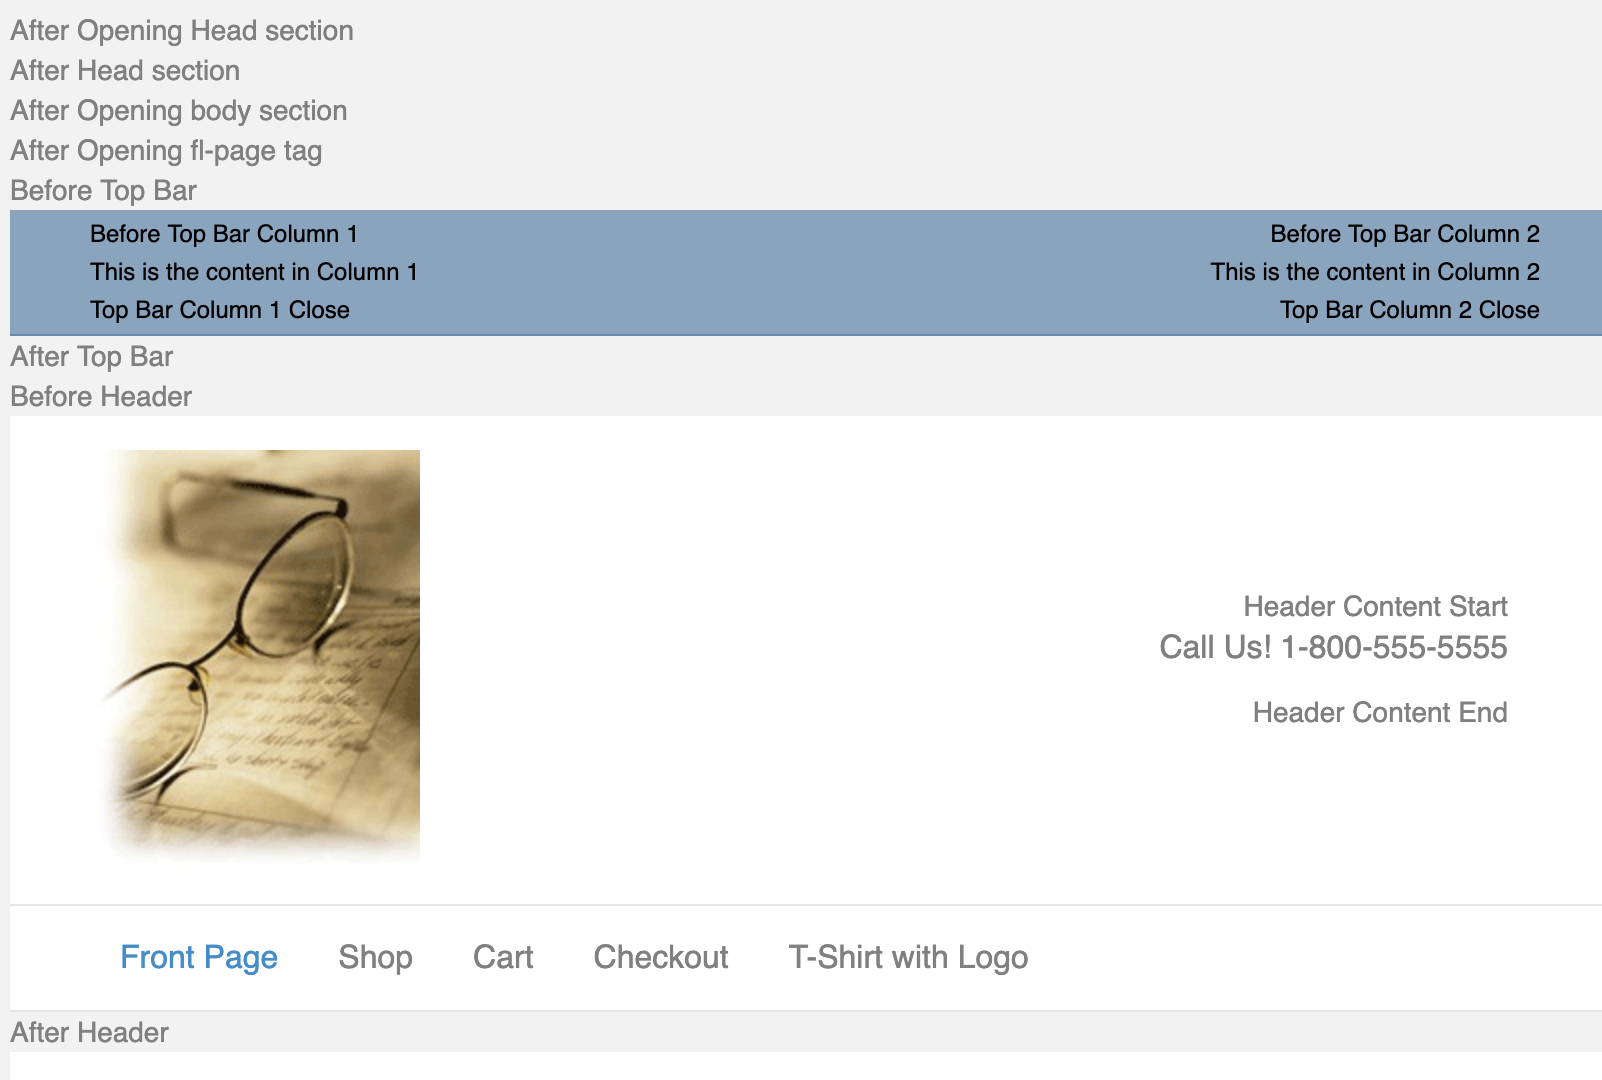 After Opening Head section
After Head section
After Opening body section
After Opening fl-page tag
Before Top Bar
Before Top Bar Column 1
This is the content in Column 1
Top Bar Column 1 Close
Before Top Bar Column 2
This is the content in Column 2
Top Bar Column 2 Close
After Top Bar
Before Header
Header Content Start
Call Us! 1-800-555-5555
Header Content End
Front Page Shop Cart Checkout T-Shirt with Logo
After Header